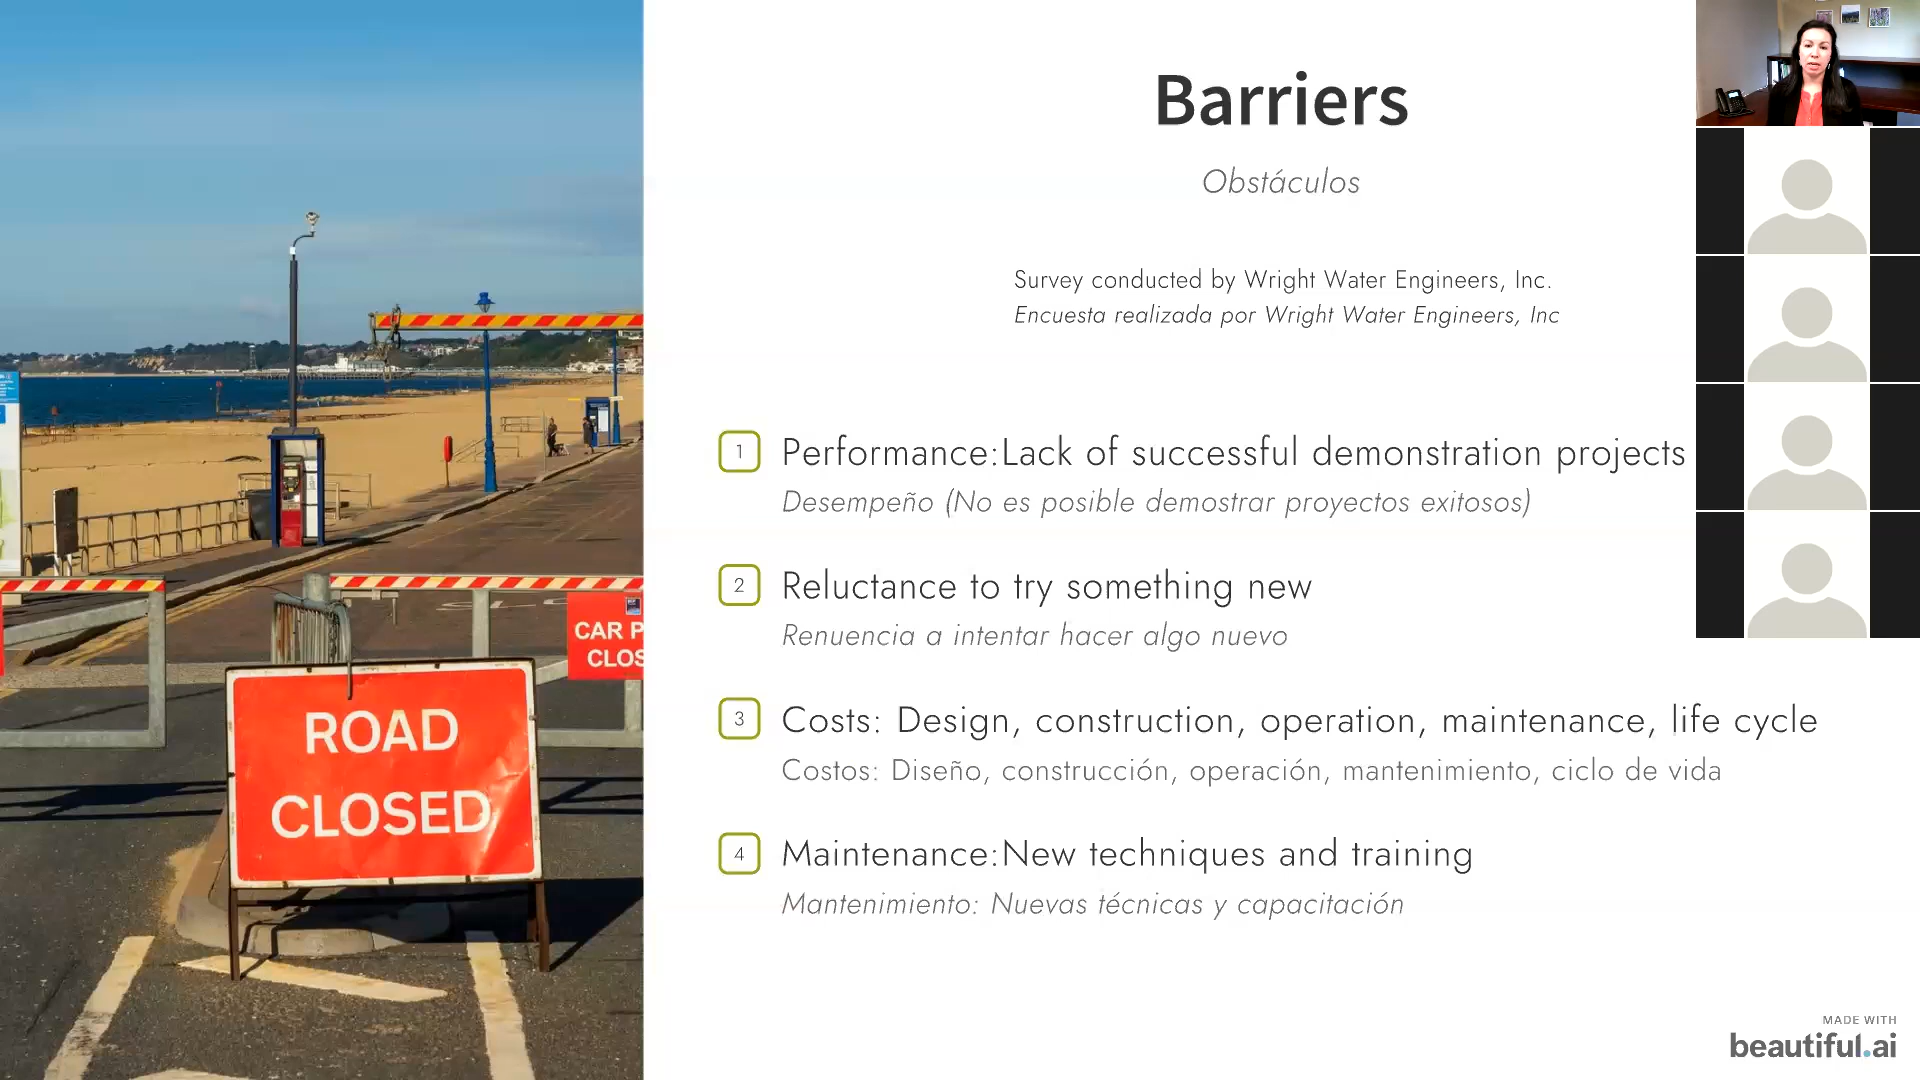 Barriers
Obstáculos
Survey conducted by Wright Water Engineers, Inc.
Encuesta realizada por Wright Water Engineers, Inc
1 Performance:Lack of successful demonstration projects
Desempeño (No es posible demostrar proyectos exitosos)
2 Reluctance to try something new
Renuencia a intentar hacer algo nuevo
3 Costs: Design, construction, operation, maintenance, life cycle
Costos: Diseño, construcción, operación, mantenimiento, ciclo de vida
4 Maintenance:New techniques and training
Mantenimiento: Nuevas técnicas y capacitación
CAR P
CLOS
ROAD
CLOSED
MADE WITH
beautiful.ai